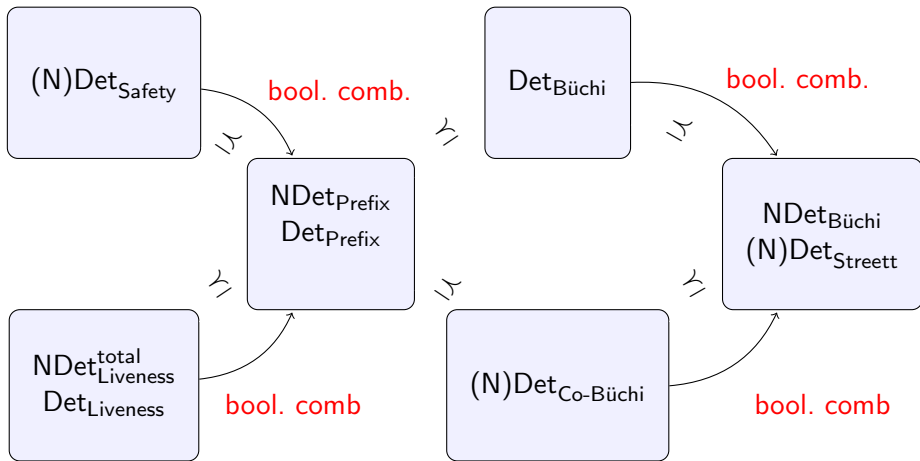 (N)Det_Safety
bool. comb.
Det_Büchi
bool. comb.
≼
≼
≼
NDet_Prefix
Det_Prefix
NDet_Büchi
(N)Det_Streett
≼
≼
≼
NDet^total_Liveness
Det_Liveness
bool. comb
(N)Det_Co-Büchi
bool. comb